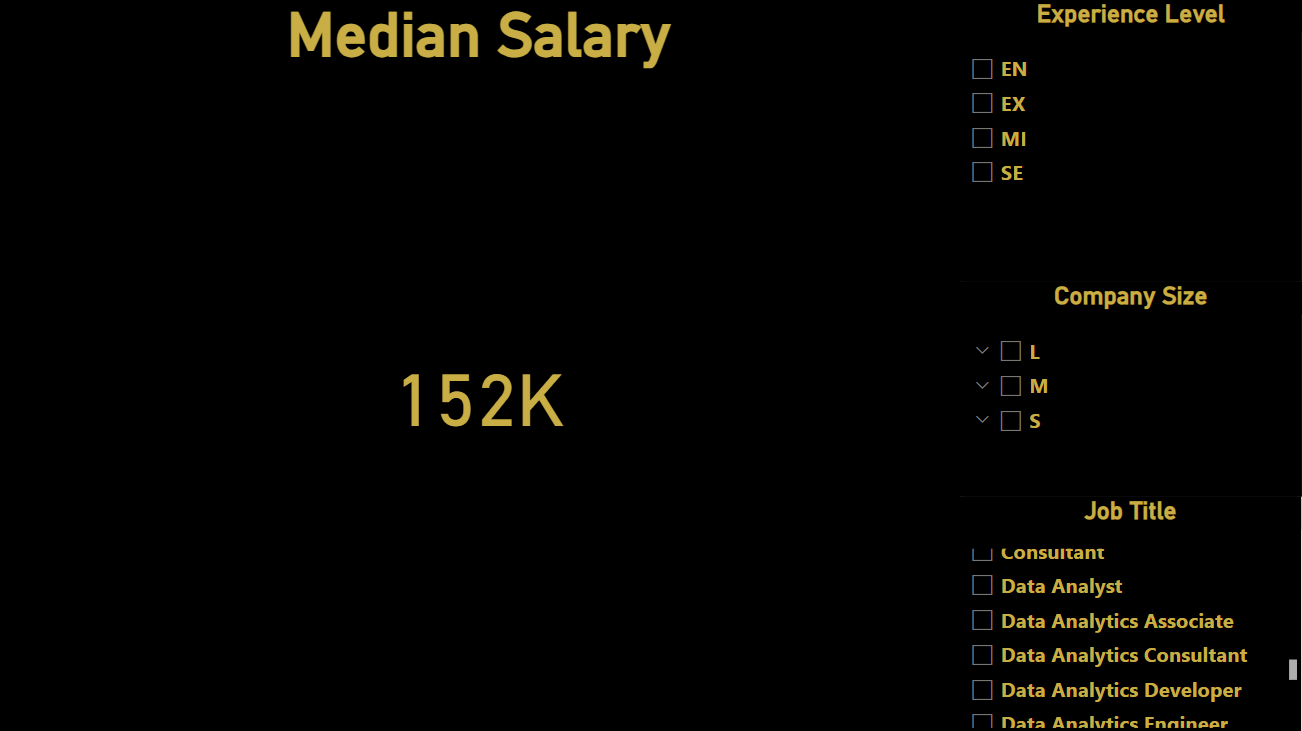 Median Salary
152K
Experience Level
EN
EX
MI
SE
Company Size
L
M
S
Job Title
Consultant
Data Analyst
Data Analytics Associate
Data Analytics Consultant
Data Analytics Developer
Data Analytics Engineer